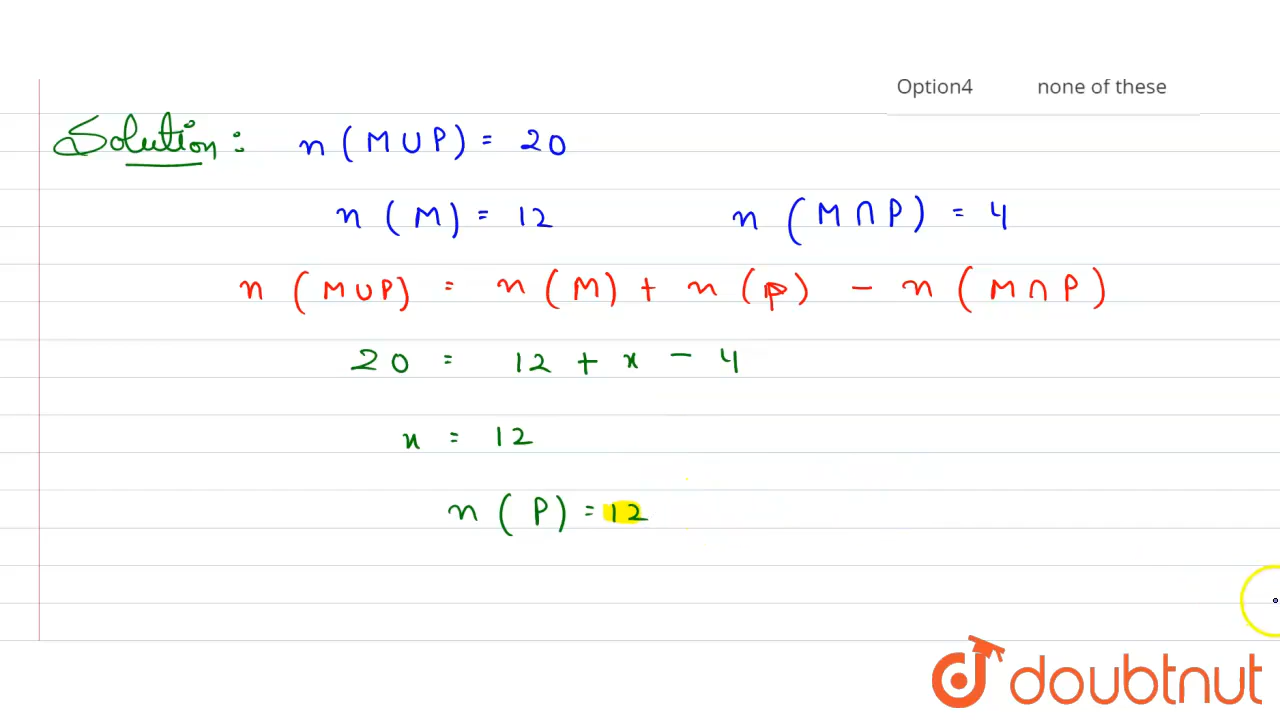 Option4 none of these
Solution : n (M ∪ P) = 20
n (M) = 12 n (M ∩ P) = 4
n (M ∪ P) = n (M) + n (P) - n (M ∩ P)
20 = 12 + x - 4
x = 12
n (P) = 12
doubtnut